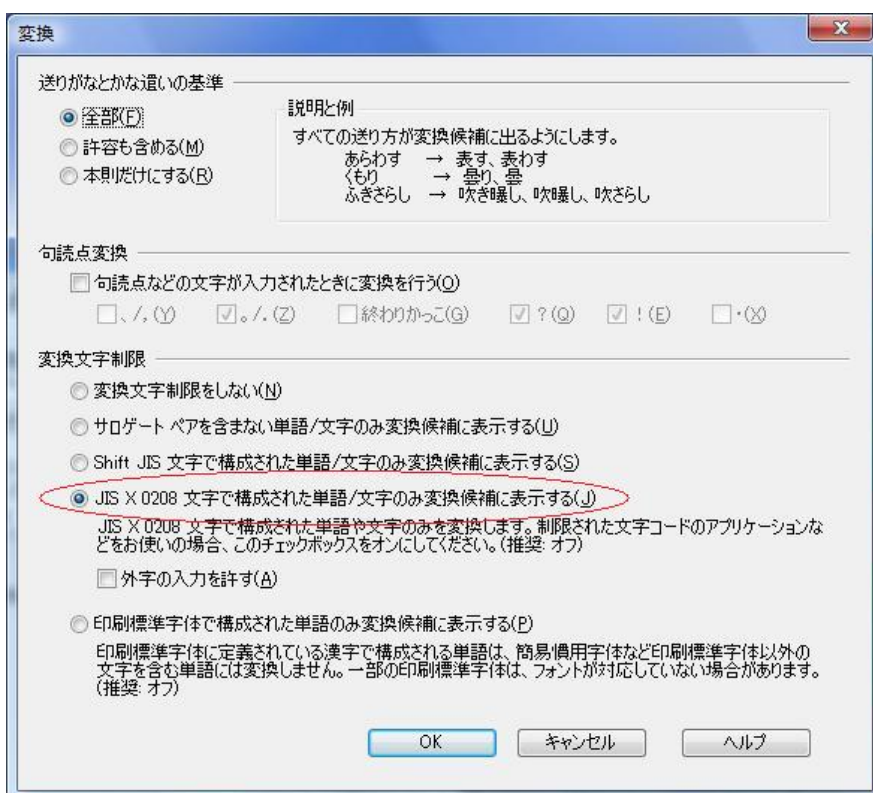 変換
送りがなとかな遣いの基準
全部(F)
許容も含める(M)
本則だけにする(R)
説明と例
すべての送り方が変換候補に出るようにします。
あらわす → 表す、表わす
くもり → 曇り、曇
ふきさらし → 吹き曝し、吹曝し、吹さらし
句読点変換
句読点などの文字が入力されたときに変換を行う(O)
、/，(Y) 。/．(Z) 終わりかっこ(G) ？(Q) ！(E) ・(X)
変換文字制限
変換文字制限をしない(N)
サロゲート ペアを含まない単語/文字のみ変換候補に表示する(U)
Shift JIS 文字で構成された単語/文字のみ変換候補に表示する(S)
JIS X 0208 文字で構成された単語/文字のみ変換候補に表示する(J)
JIS X 0208 文字で構成された単語や文字のみを変換します。制限された文字コードのアプリケーションな
どをお使いの場合、このチェックボックスをオンにしてください。(推奨: オフ)
外字の入力を許す(A)
印刷標準字体で構成された単語のみ変換候補に表示する(P)
印刷標準字体に定義されている漢字で構成される単語は、簡易慣用字体など印刷標準字体以外の
文字を含む単語には変換しません。一部の印刷標準字体は、フォントが対応していない場合があります。
(推奨: オフ)
OK キャンセル ヘルプ